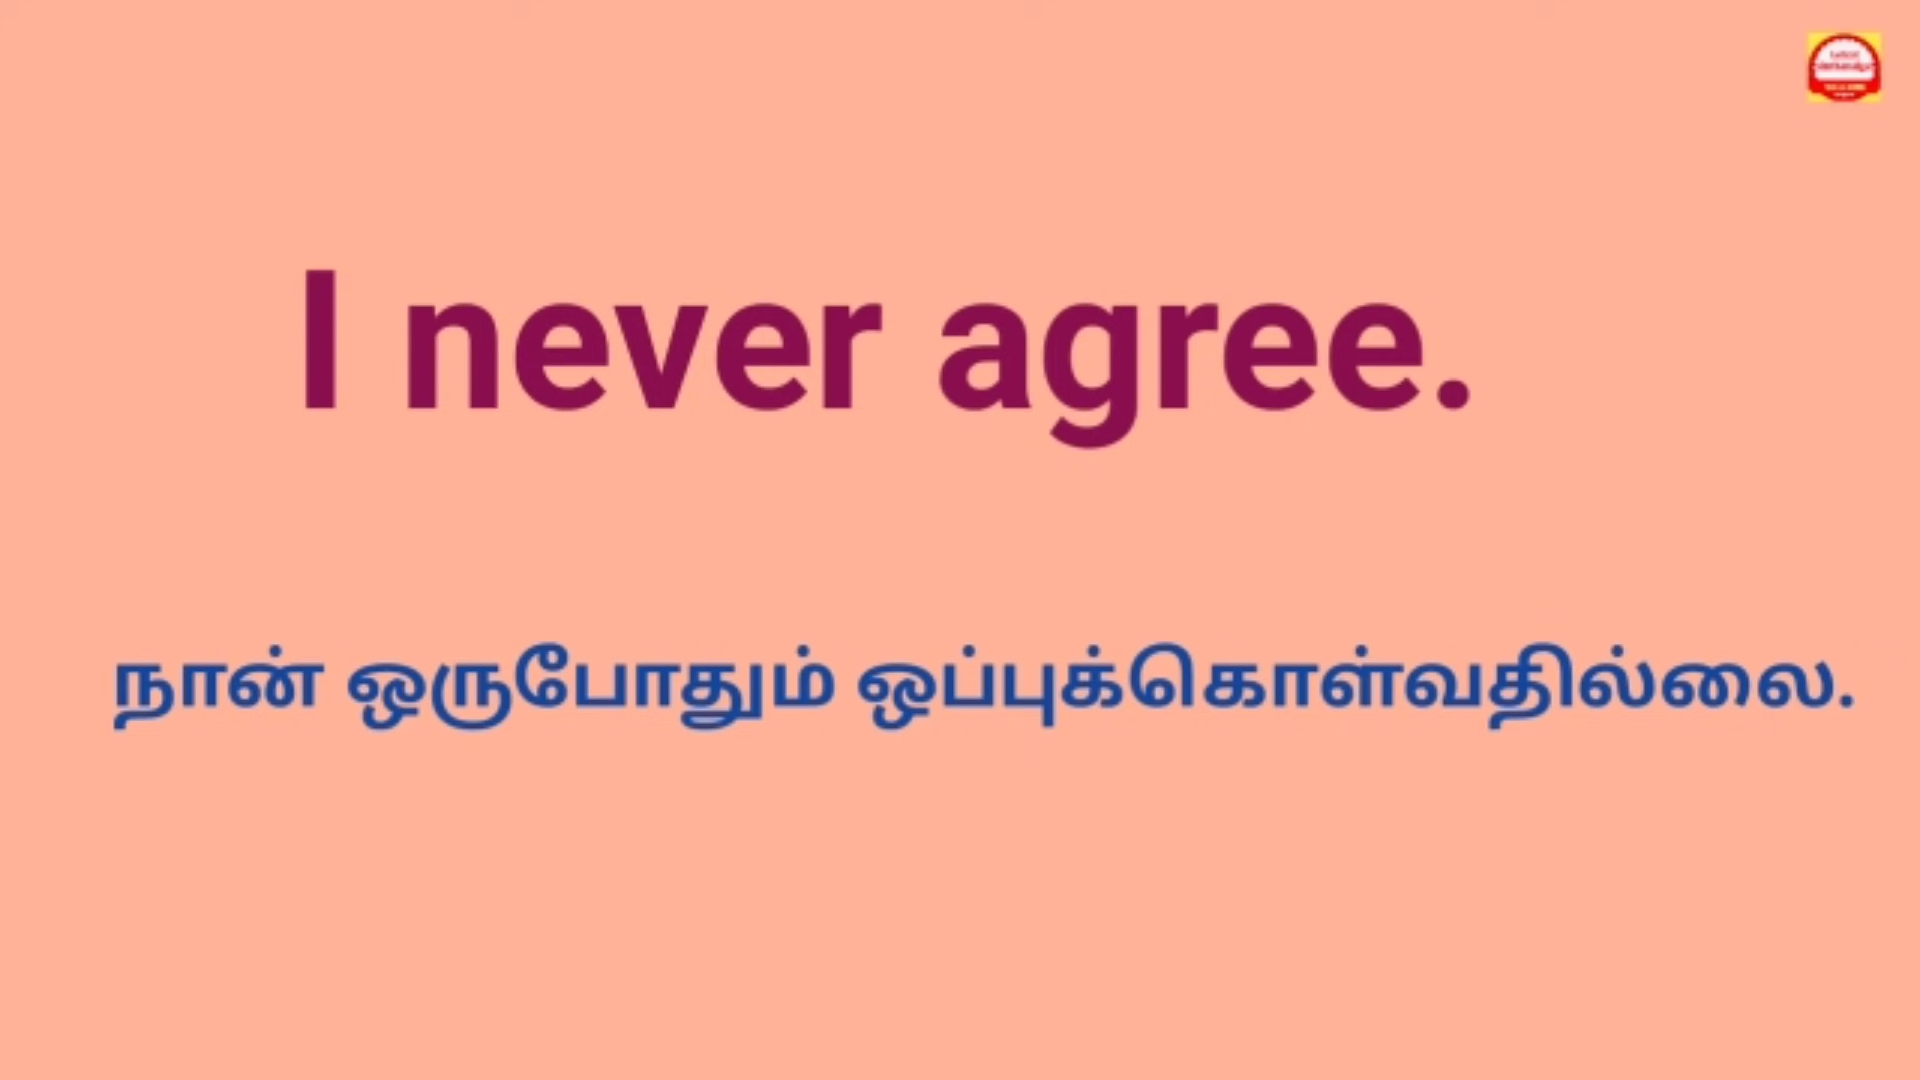 I never agree.
நான் ஒருபோதும் ஒப்புக்கொள்வதில்லை.